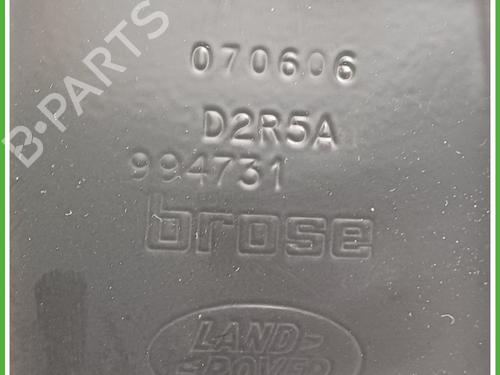 B-PARTS
070606
D2R5A
994731
brose
LAND-
-ROVER